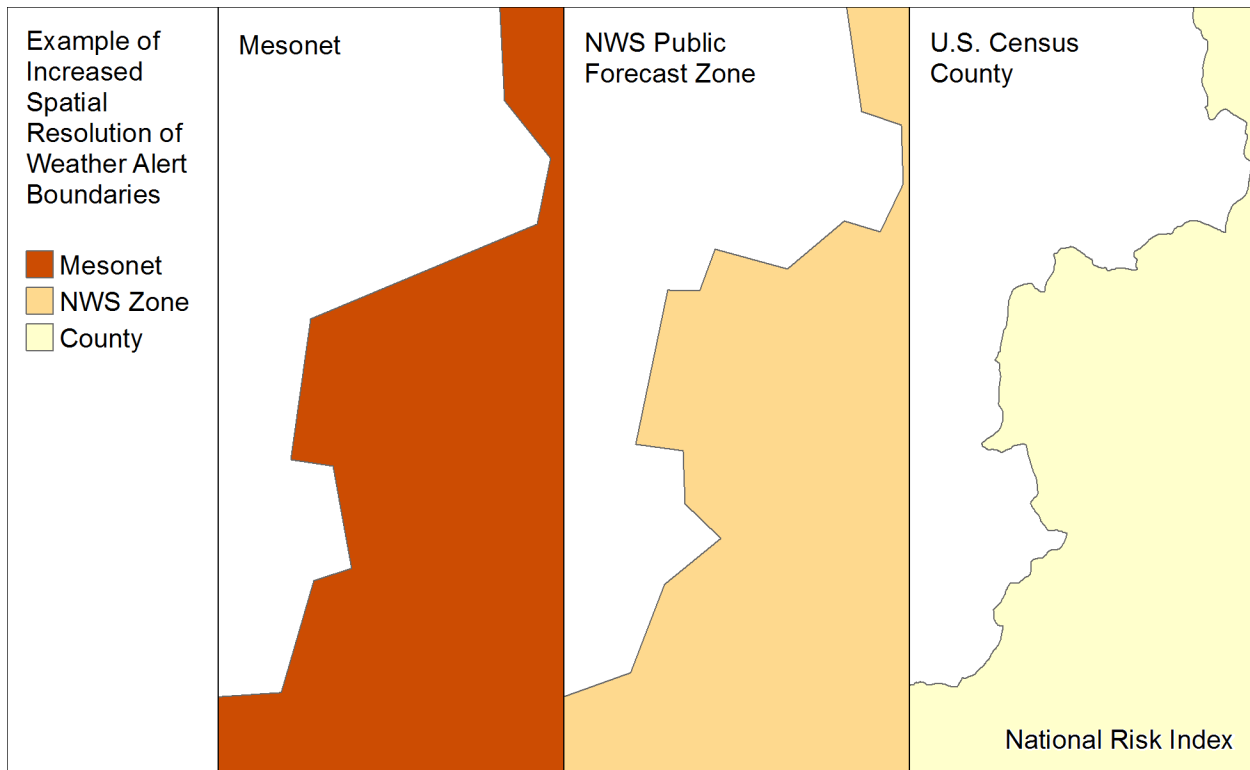 Example of
Increased
Spatial
Resolution of
Weather Alert
Boundaries
Mesonet
NWS Zone
County
Mesonet
NWS Public
Forecast Zone
U.S. Census
County
National Risk Index